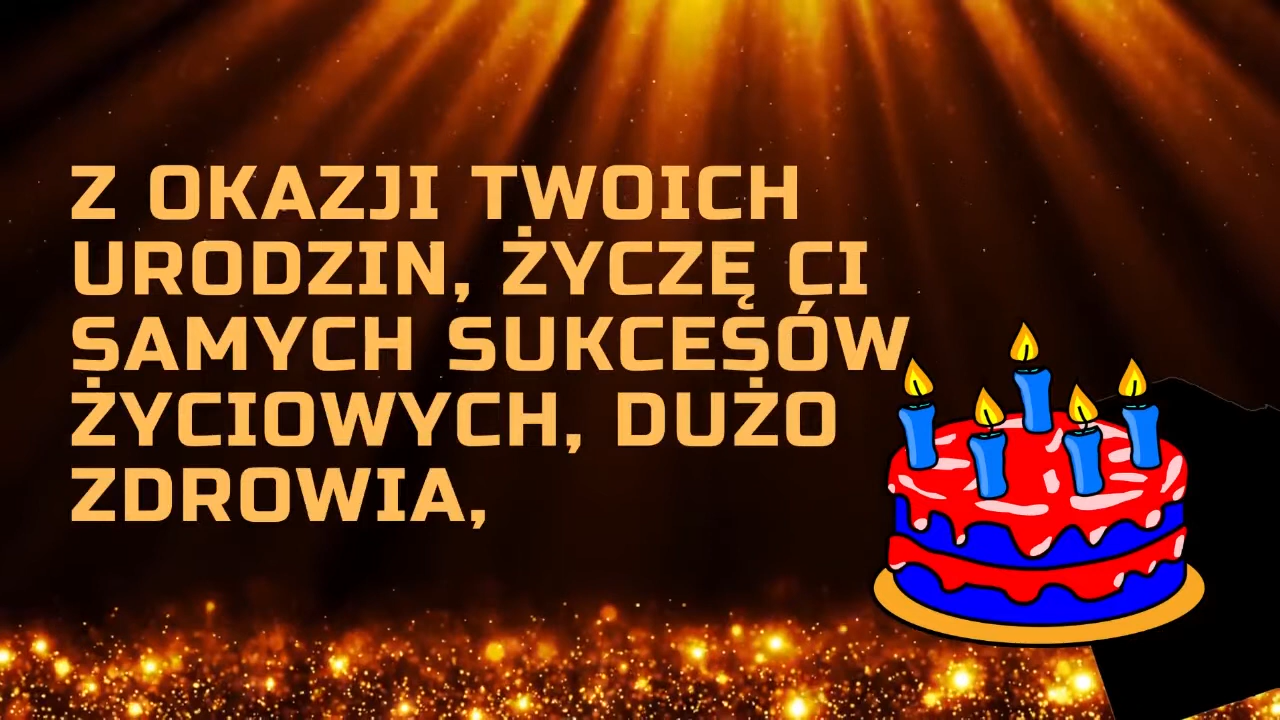 Z OKAZJI TWOICH
URODZIN, ŻYCZĘ CI
SAMYCH SUKCESÓW
ŻYCIOWYCH, DUŻO
ZDROWIA,